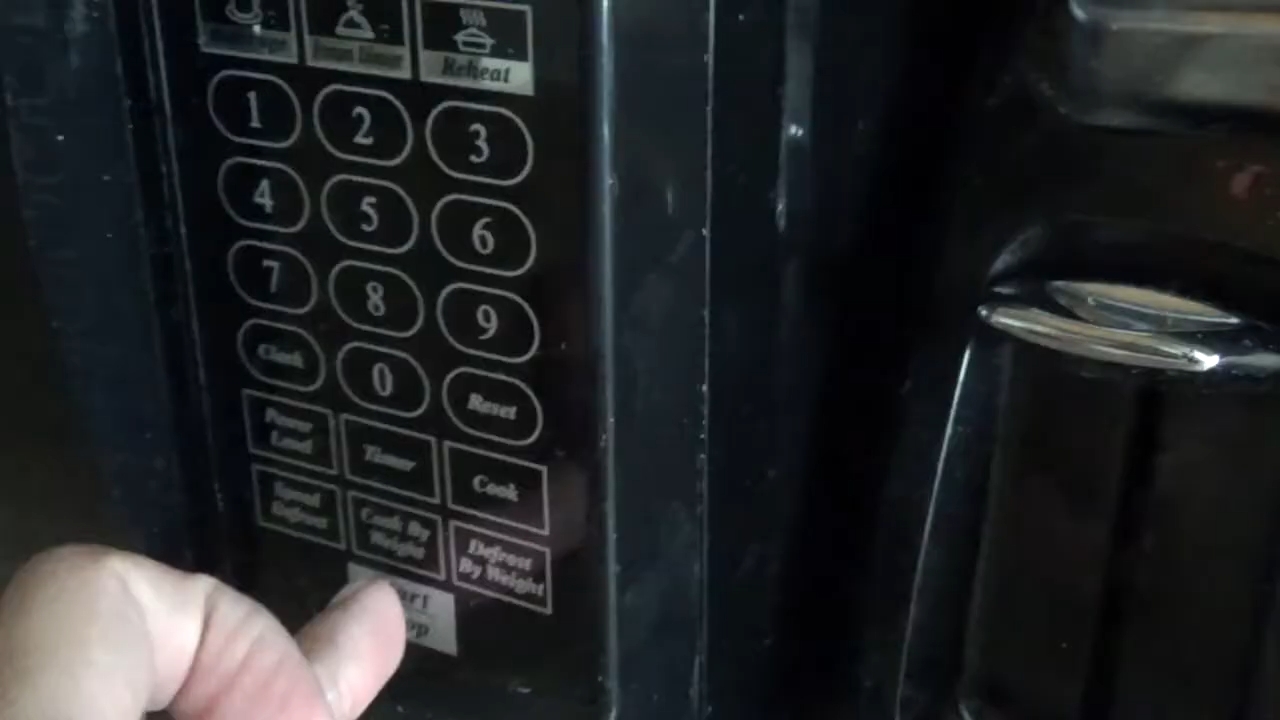 Reheat
1 2 3
4 5 6
7 8 9
Clock 0 Reset
Power
Level
Timer
Cook
Speed
Defrost
Cook By
Weight
Defrost
By Weight